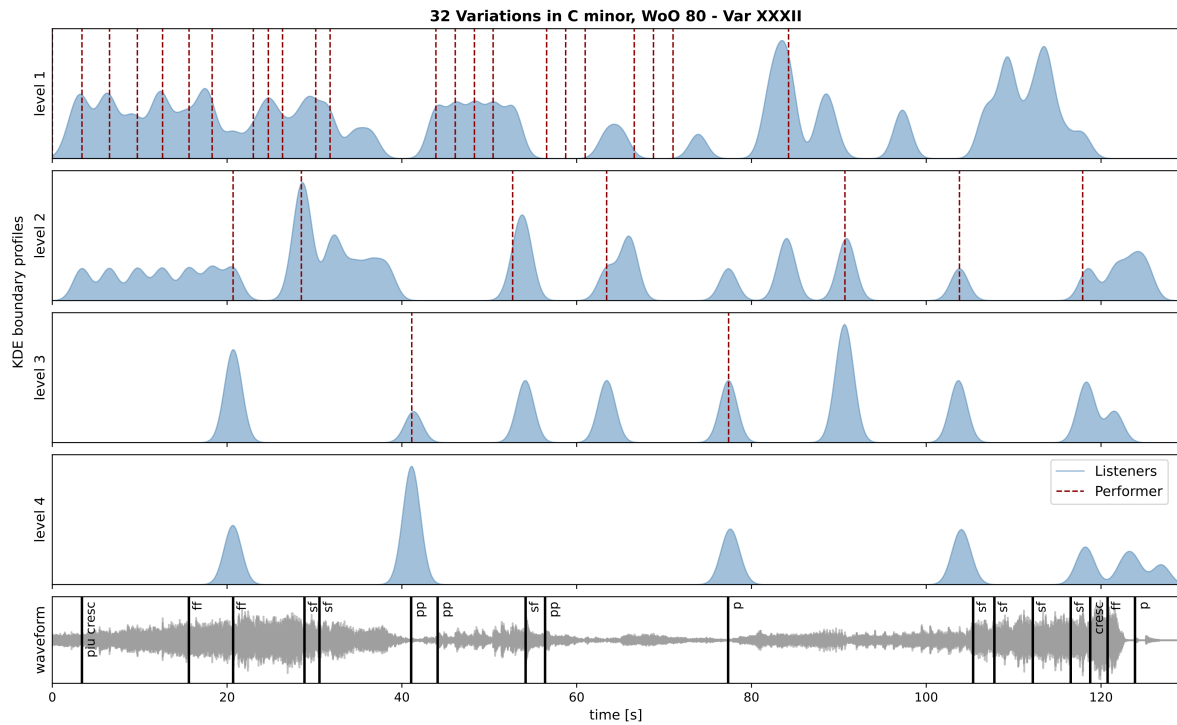 32 Variations in C minor, WoO 80 - Var XXXII
KDE boundary profiles
level 1
level 2
level 3
level 4
Listeners
Performer
waveform
piu cresc
ff
ff
sf
sf
pp
pp
sf
pp
p
sf
sf
sf
sf
cresc
ff
p
0 20 40 60 80 100 120
time [s]